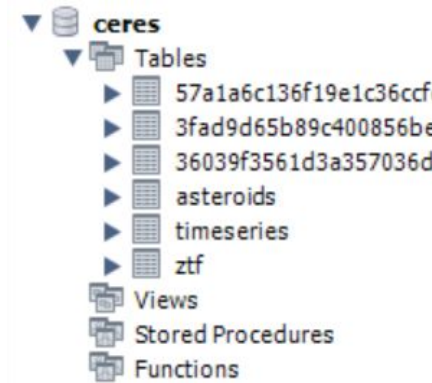 ceres
Tables
57a1a6c136f19e1c36ccf
3fad9d65b89c400856be
36039f3561d3a357036d
asteroids
timeseries
ztf
Views
Stored Procedures
Functions